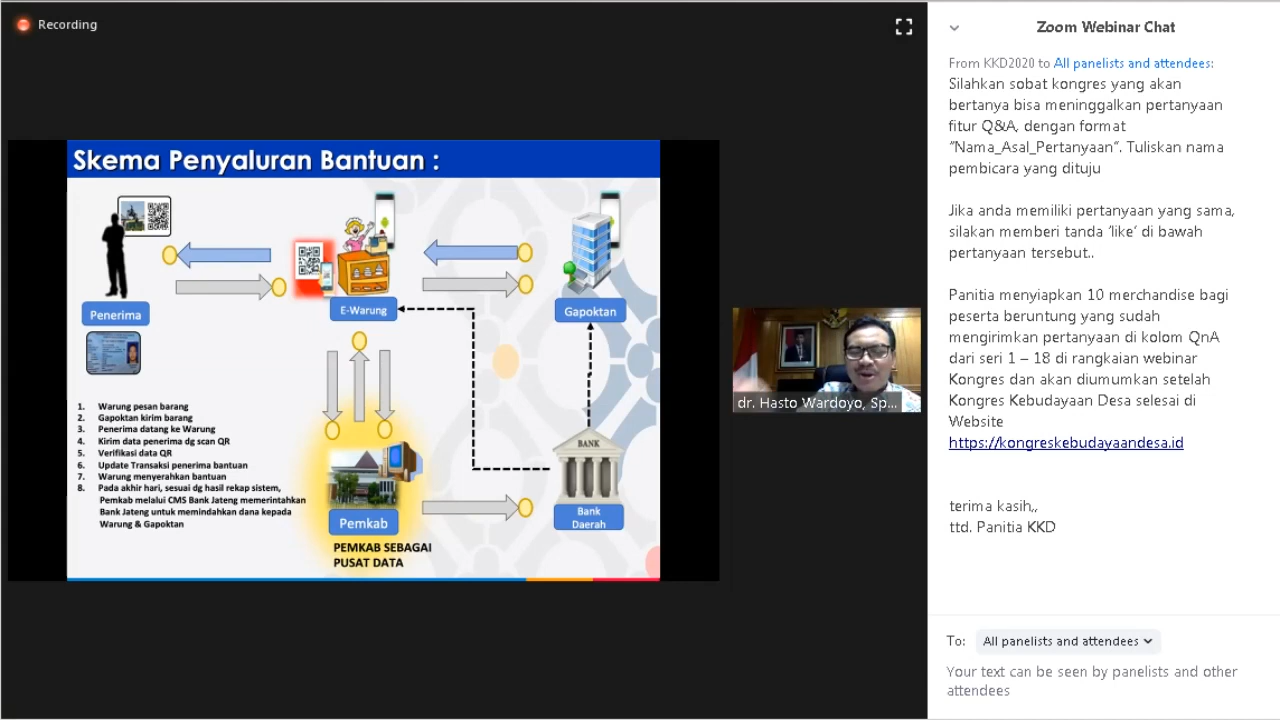 Recording
Skema Penyaluran Bantuan :
Penerima
E-Warung
Gapoktan
1. Warung pesan barang
2. Gapoktan kirim barang
3. Penerima datang ke Warung
4. Kirim data penerima dg scan QR
5. Verifikasi data QR
6. Update Transaksi penerima bantuan
7. Warung menyerahkan bantuan
8. Pada akhir hari, sesuai dg hasil rekap sistem,
Pemkab melalui CMS Bank Jateng memerintahkan
Bank Jateng untuk memindahkan dana kepada
Warung & Gapoktan
Pemkab
PEMKAB SEBAGAI
PUSAT DATA
BANK
Bank
Daerah
dr. Hasto Wardoyo, Sp...
Zoom Webinar Chat
From KKD2020 to All panelists and attendees:
Silahkan sobat kongres yang akan
bertanya bisa meninggalkan pertanyaan
fitur Q&A, dengan format
"Nama_Asal_Pertanyaan". Tuliskan nama
pembicara yang dituju
Jika anda memiliki pertanyaan yang sama,
silakan memberi tanda 'like' di bawah
pertanyaan tersebut..
Panitia menyiapkan 10 merchandise bagi
peserta beruntung yang sudah
mengirimkan pertanyaan di kolom QnA
dari seri 1 – 18 di rangkaian webinar
Kongres dan akan diumumkan setelah
Kongres Kebudayaan Desa selesai di
Website
https://kongreskebudayaandesa.id
terima kasih,,
ttd. Panitia KKD
To: All panelists and attendees
Your text can be seen by panelists and other
attendees